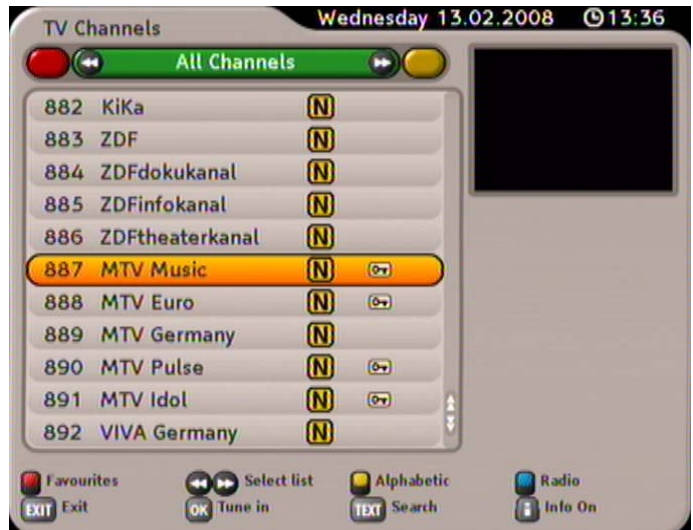 TV Channels Wednesday 13.02.2008 13:36
All Channels
882 KiKa N
883 ZDF N
884 ZDFdokukanal N
885 ZDFinfokanal N
886 ZDFtheaterkanal N
887 MTV Music N
888 MTV Euro N
889 MTV Germany N
890 MTV Pulse N
891 MTV Idol N
892 VIVA Germany N
Favourites Select list Alphabetic Radio
EXIT Exit OK Tune in TEXT Search i Info On